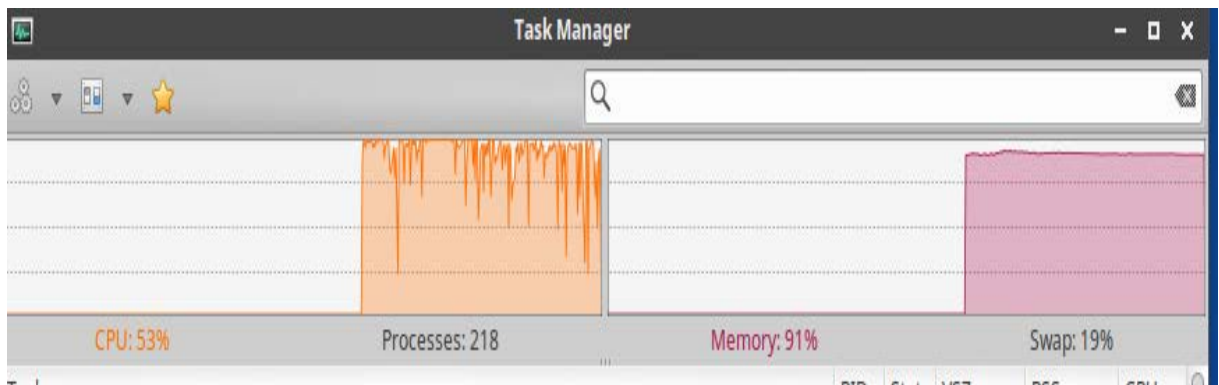 Task Manager
CPU: 53% Processes: 218 Memory: 91% Swap: 19%